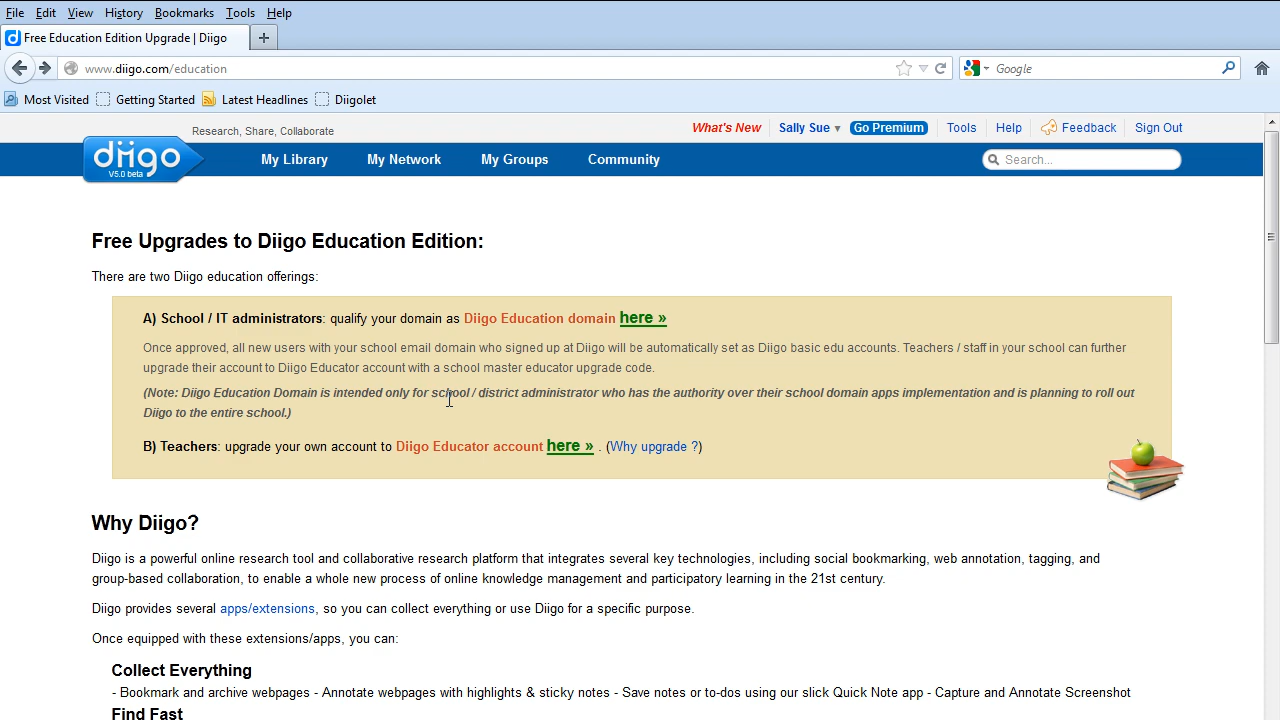 File Edit View History Bookmarks Tools Help
Free Education Edition Upgrade | Diigo
www.diigo.com/education Google
Most Visited Getting Started Latest Headlines Diigolet
Research, Share, Collaborate What's New Sally Sue Go Premium Tools Help Feedback Sign Out
diigo V5.0 beta My Library My Network My Groups Community Search...
Free Upgrades to Diigo Education Edition:
There are two Diigo education offerings:
A) School / IT administrators: qualify your domain as Diigo Education domain here »
Once approved, all new users with your school email domain who signed up at Diigo will be automatically set as Diigo basic edu accounts. Teachers / staff in your school can further
upgrade their account to Diigo Educator account with a school master educator upgrade code.
(Note: Diigo Education Domain is intended only for school / district administrator who has the authority over their school domain apps implementation and is planning to roll out
Diigo to the entire school.)
B) Teachers: upgrade your own account to Diigo Educator account here » . (Why upgrade ?)
Why Diigo?
Diigo is a powerful online research tool and collaborative research platform that integrates several key technologies, including social bookmarking, web annotation, tagging, and
group-based collaboration, to enable a whole new process of online knowledge management and participatory learning in the 21st century.
Diigo provides several apps/extensions, so you can collect everything or use Diigo for a specific purpose.
Once equipped with these extensions/apps, you can:
Collect Everything
- Bookmark and archive webpages - Annotate webpages with highlights & sticky notes - Save notes or to-dos using our slick Quick Note app - Capture and Annotate Screenshot
Find Fast